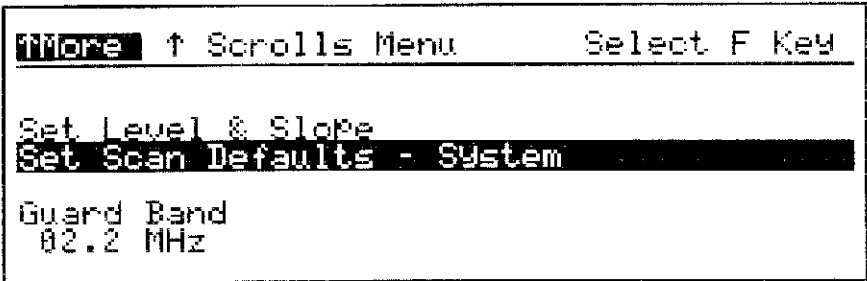 ↑More ↑ Scrolls Menu Select F Key
Set Level & Slope
Set Scan Defaults - System
Guard Band
02.2 MHz